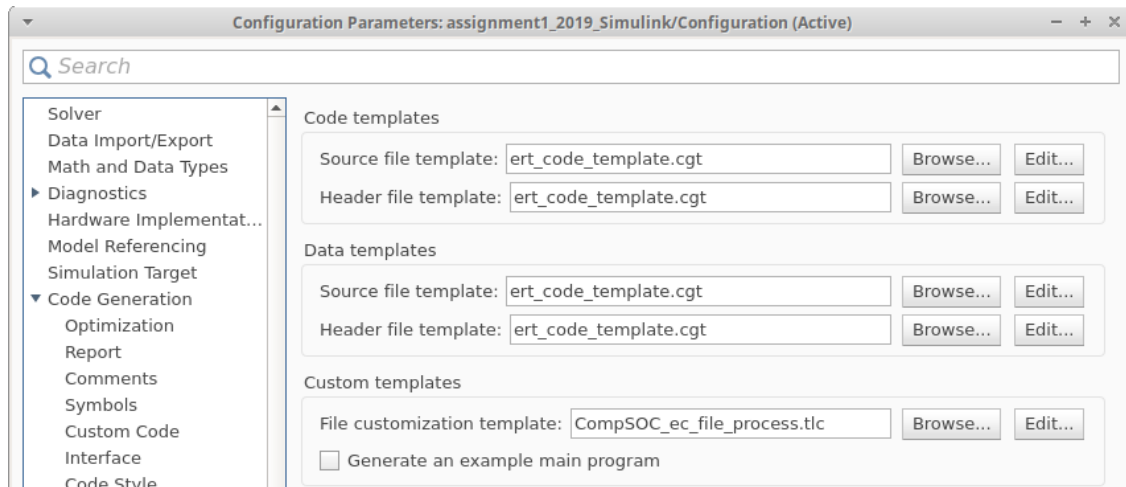 Configuration Parameters: assignment1_2019_Simulink/Configuration (Active)
Search
Solver
Data Import/Export
Math and Data Types
Diagnostics
Hardware Implementat...
Model Referencing
Simulation Target
Code Generation
Optimization
Report
Comments
Symbols
Custom Code
Interface
Code Style
Code templates
Source file template: ert_code_template.cgt Browse... Edit...
Header file template: ert_code_template.cgt Browse... Edit...
Data templates
Source file template: ert_code_template.cgt Browse... Edit...
Header file template: ert_code_template.cgt Browse... Edit...
Custom templates
File customization template: CompSOC_ec_file_process.tlc Browse... Edit...
Generate an example main program